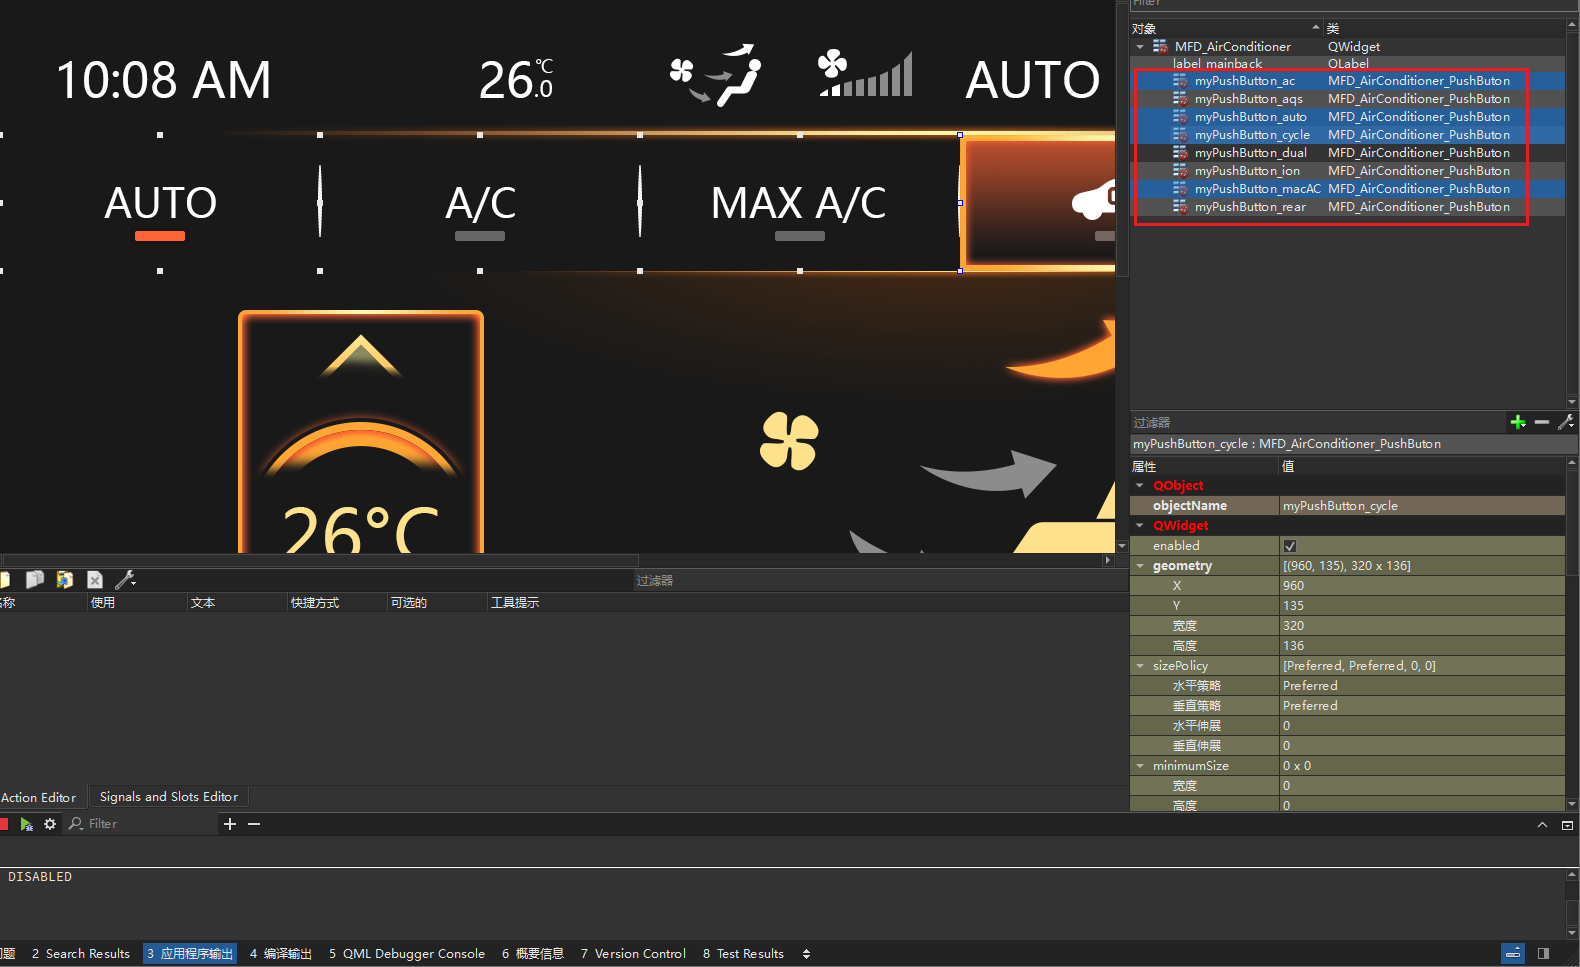 Filter
对象 类
MFD_AirConditioner QWidget
label_mainback QLabel
myPushButton_ac MFD_AirConditioner_PushButon
myPushButton_aqs MFD_AirConditioner_PushButon
myPushButton_auto MFD_AirConditioner_PushButon
myPushButton_cycle MFD_AirConditioner_PushButon
myPushButton_dual MFD_AirConditioner_PushButon
myPushButton_ion MFD_AirConditioner_PushButon
myPushButton_macAC MFD_AirConditioner_PushButon
myPushButton_rear MFD_AirConditioner_PushButon
10:08 AM 26.0 ℃ AUTO
AUTO A/C MAX A/C
26°C
过滤器
myPushButton_cycle : MFD_AirConditioner_PushButon
属性 值
QObject
objectName myPushButton_cycle
QWidget
enabled
geometry [(960, 135), 320 x 136]
X 960
Y 135
宽度 320
高度 136
sizePolicy [Preferred, Preferred, 0, 0]
水平策略 Preferred
垂直策略 Preferred
水平伸展 0
垂直伸展 0
minimumSize 0 x 0
宽度 0
高度 0
过滤器
称 使用 文本 快捷方式 可选的 工具提示
Action Editor Signals and Slots Editor
Filter
DISABLED
题 2 Search Results 3 应用程序输出 4 编译输出 5 QML Debugger Console 6 概要信息 7 Version Control 8 Test Results